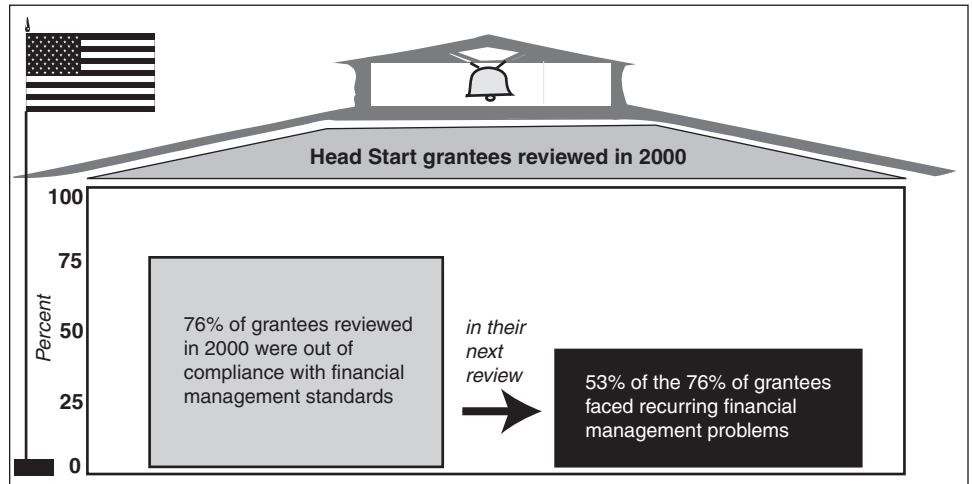 Head Start grantees reviewed in 2000
100
75
50
25
0
Percent
76% of grantees reviewed
in 2000 were out of
compliance with financial
management standards
in their
next
review
53% of the 76% of grantees
faced recurring financial
management problems